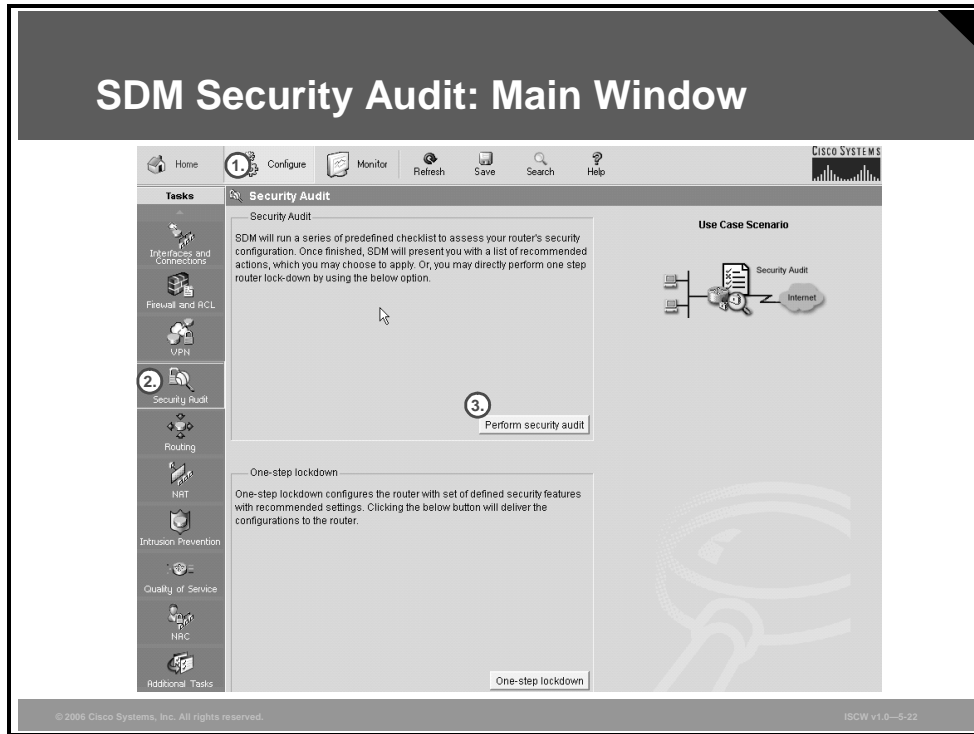 SDM Security Audit: Main Window
Home
1.
Configure
Monitor
Refresh
Save
Search
Help
CISCO SYSTEMS
Tasks
Security Audit
Interfaces and
Connections
Firewall and ACL
VPN
2.
Security Audit
Routing
NAT
Intrusion Prevention
Quality of Service
NAC
Additional Tasks
Security Audit
SDM will run a series of predefined checklist to assess your router's security
configuration. Once finished, SDM will present you with a list of recommended
actions, which you may choose to apply. Or, you may directly perform one step
router lock-down by using the below option.
3.
Perform security audit
One-step lockdown
One-step lockdown configures the router with set of defined security features
with recommended settings. Clicking the below button will deliver the
configurations to the router.
One-step lockdown
Use Case Scenario
Security Audit
Internet
© 2006 Cisco Systems, Inc. All rights reserved.
ISCW v1.0—5-22